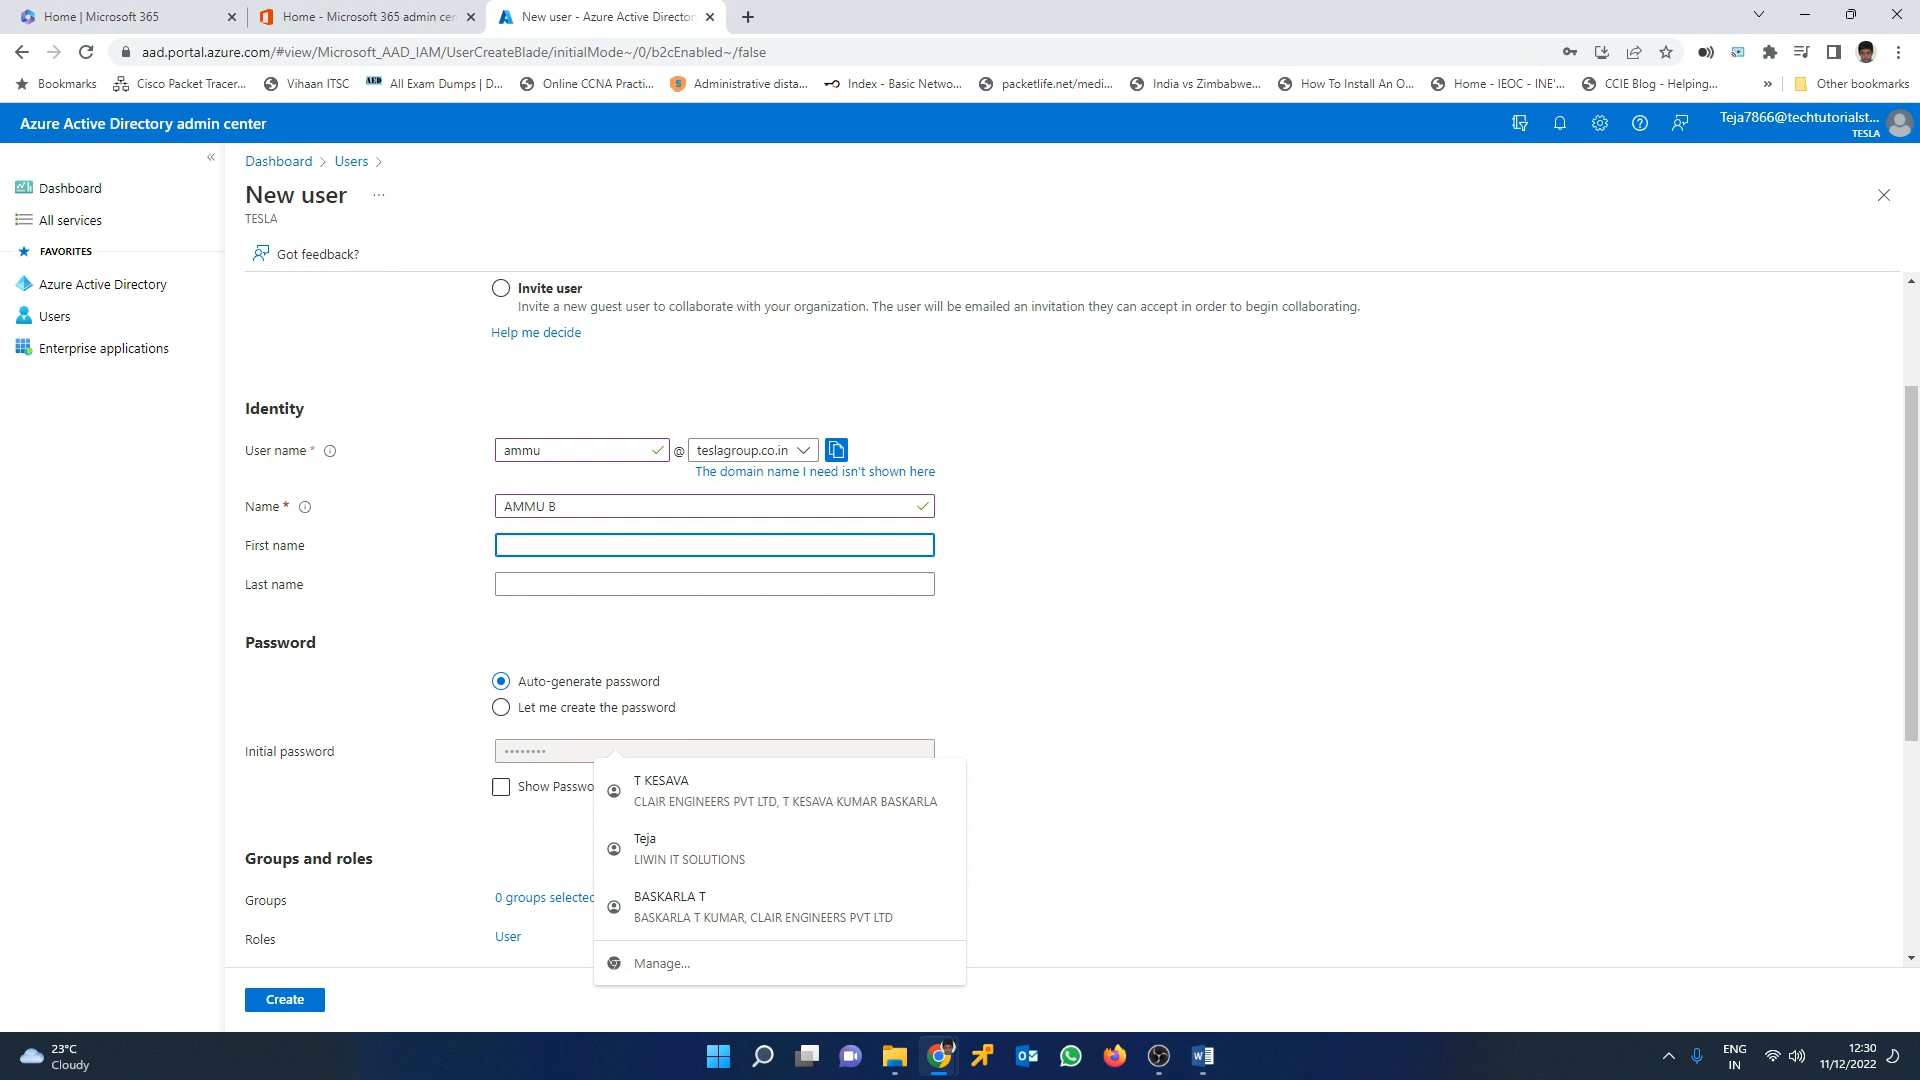 Home | Microsoft 365
Home - Microsoft 365 admin cen
New user - Azure Active Director
aad.portal.azure.com/#view/Microsoft_AAD_IAM/UserCreateBlade/initialMode~/0/b2cEnabled~/false
Bookmarks
Cisco Packet Tracer...
Vihaan ITSC
AED
All Exam Dumps | D...
Online CCNA Practi...
Administrative dista...
Index - Basic Netwo...
packetlife.net/medi...
India vs Zimbabwe...
How To Install An O...
Home - IEOC - INE'...
CCIE Blog - Helping...
»
Other bookmarks
Azure Active Directory admin center
Teja7866@techtutorialst...
TESLA
Dashboard
All services
FAVORITES
Azure Active Directory
Users
Enterprise applications
Dashboard > Users >
New user ...
TESLA
Got feedback?
Invite user
Invite a new guest user to collaborate with your organization. The user will be emailed an invitation they can accept in order to begin collaborating.
Help me decide
Identity
User name * ammu @ teslagroup.co.in
The domain name I need isn't shown here
Name * AMMU B
First name
Last name
Password
Auto-generate password
Let me create the password
Initial password ••••••••
Show Passwo
T KESAVA
CLAIR ENGINEERS PVT LTD, T KESAVA KUMAR BASKARLA
Teja
LIWIN IT SOLUTIONS
BASKARLA T
BASKARLA T KUMAR, CLAIR ENGINEERS PVT LTD
Manage...
Groups and roles
Groups 0 groups selected
Roles User
Create
23°C
Cloudy
ENG
IN
12:30
11/12/2022